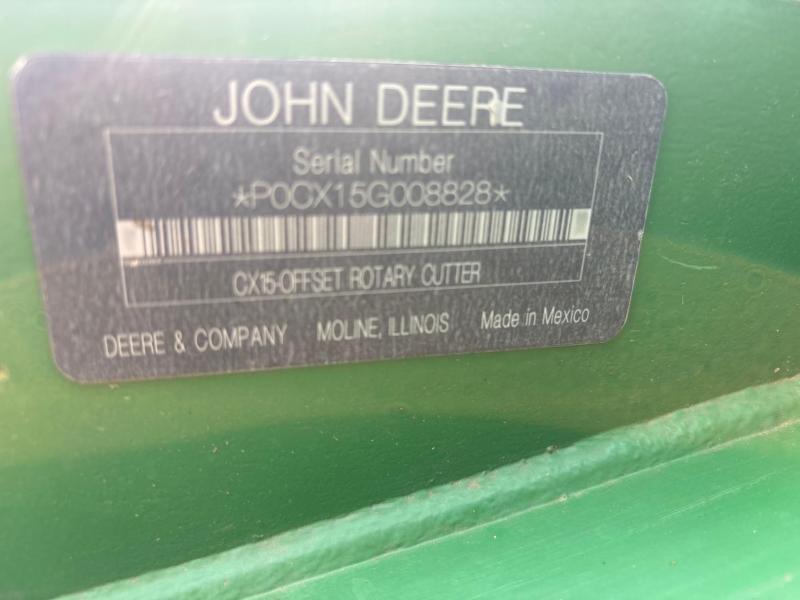 JOHN DEERE
Serial Number
*P0CX15G008828*
CX15-OFFSET ROTARY CUTTER
DEERE & COMPANY MOLINE, ILLINOIS Made in Mexico